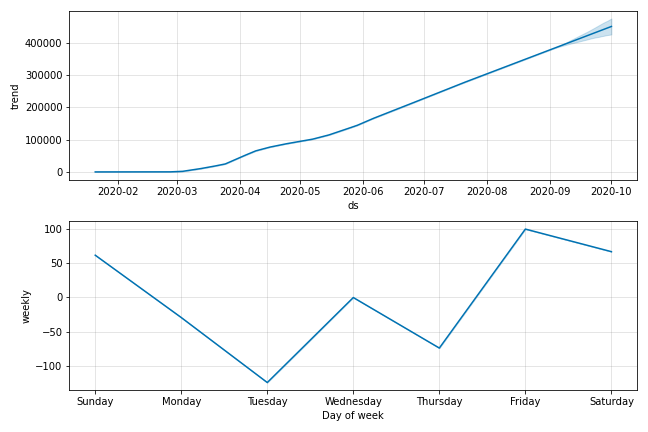 400000
300000
200000
100000
0
trend
2020-02 2020-03 2020-04 2020-05 2020-06 2020-07 2020-08 2020-09 2020-10
ds
100
50
0
−50
−100
weekly
Sunday Monday Tuesday Wednesday Thursday Friday Saturday
Day of week